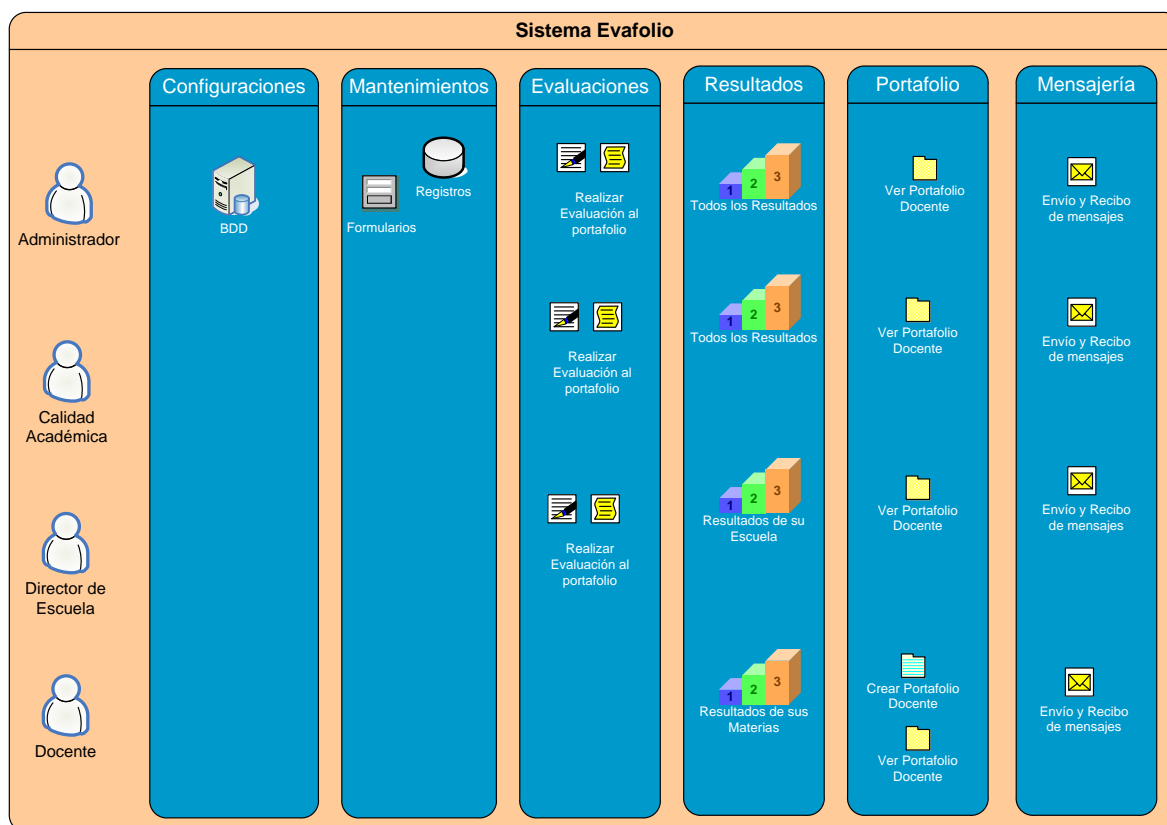 Sistema Evafolio
Configuraciones
Mantenimientos
Evaluaciones
Resultados
Portafolio
Mensajería
Administrador
BDD
Formularios
Registros
Realizar
Evaluación al
portafolio
1 2 3
Todos los Resultados
Ver Portafolio
Docente
Envío y Recibo
de mensajes
Calidad
Académica
Realizar
Evaluación al
portafolio
1 2 3
Todos los Resultados
Ver Portafolio
Docente
Envío y Recibo
de mensajes
Director de
Escuela
Realizar
Evaluación al
portafolio
1 2 3
Resultados de su
Escuela
Ver Portafolio
Docente
Envío y Recibo
de mensajes
Docente
1 2 3
Resultados de sus
Materias
Crear Portafolio
Docente
Ver Portafolio
Docente
Envío y Recibo
de mensajes